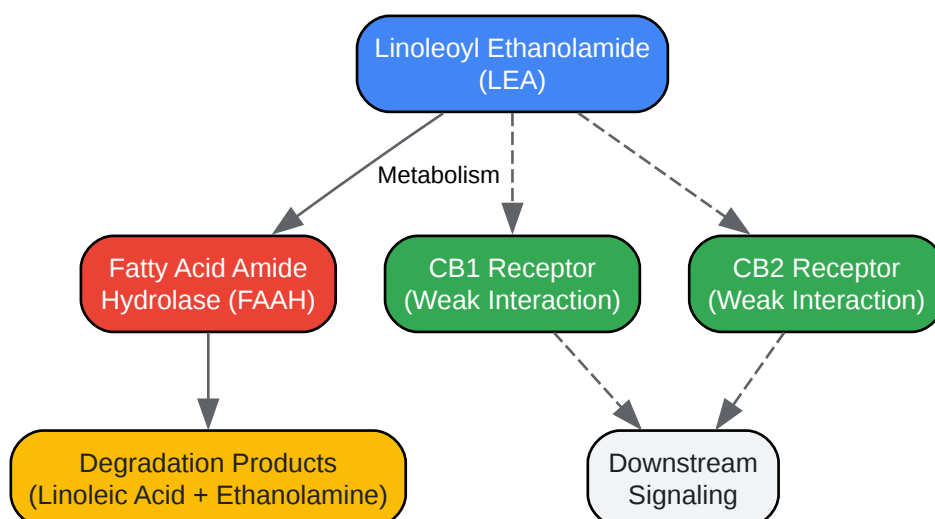 Linoleoyl Ethanolamide
(LEA)
Metabolism
Fatty Acid Amide
Hydrolase (FAAH)
CB1 Receptor
(Weak Interaction)
CB2 Receptor
(Weak Interaction)
Degradation Products
(Linoleic Acid + Ethanolamine)
Downstream
Signaling